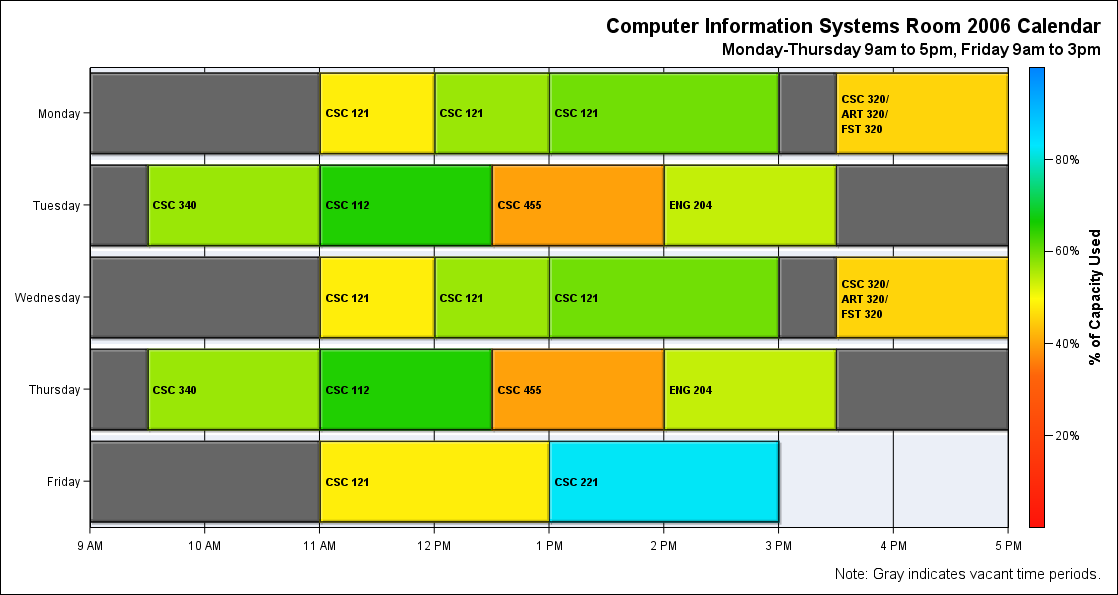 Computer Information Systems Room 2006 Calendar
Monday-Thursday 9am to 5pm, Friday 9am to 3pm
Monday
CSC 121
CSC 121
CSC 121
CSC 320/
ART 320/
FST 320
Tuesday
CSC 340
CSC 112
CSC 455
ENG 204
Wednesday
CSC 121
CSC 121
CSC 121
CSC 320/
ART 320/
FST 320
Thursday
CSC 340
CSC 112
CSC 455
ENG 204
Friday
CSC 121
CSC 221
9 AM
10 AM
11 AM
12 PM
1 PM
2 PM
3 PM
4 PM
5 PM
80%
60%
40%
20%
% of Capacity Used
Note: Gray indicates vacant time periods.